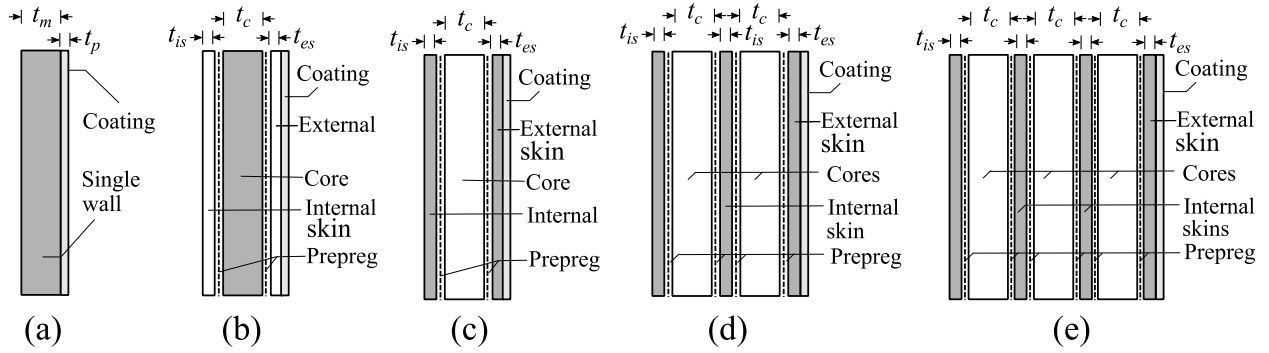 t_m
t_p
Coating
Single
wall
(a)
t_c
t_is
t_es
Coating
External
Core
Internal
skin
Prepreg
(b)
t_c
t_is
t_es
Coating
External
skin
Core
Internal
Prepreg
(c)
t_c t_c
t_is t_is t_es
Coating
External
skin
Cores
Internal
skin
Prepreg
(d)
t_c t_c t_c
t_is t_es
Coating
External
skin
Cores
Internal
skins
Prepreg
(e)